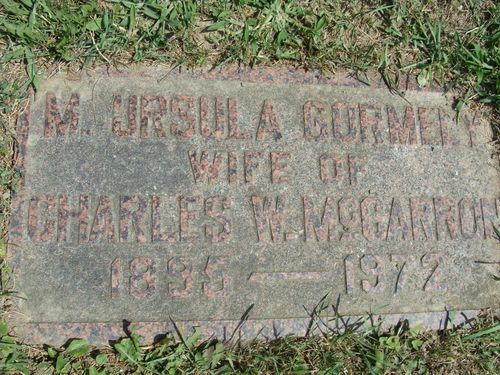 M. URSULA GORMELY
WIFE OF
CHARLES W. McCARRON
1895 — 1972